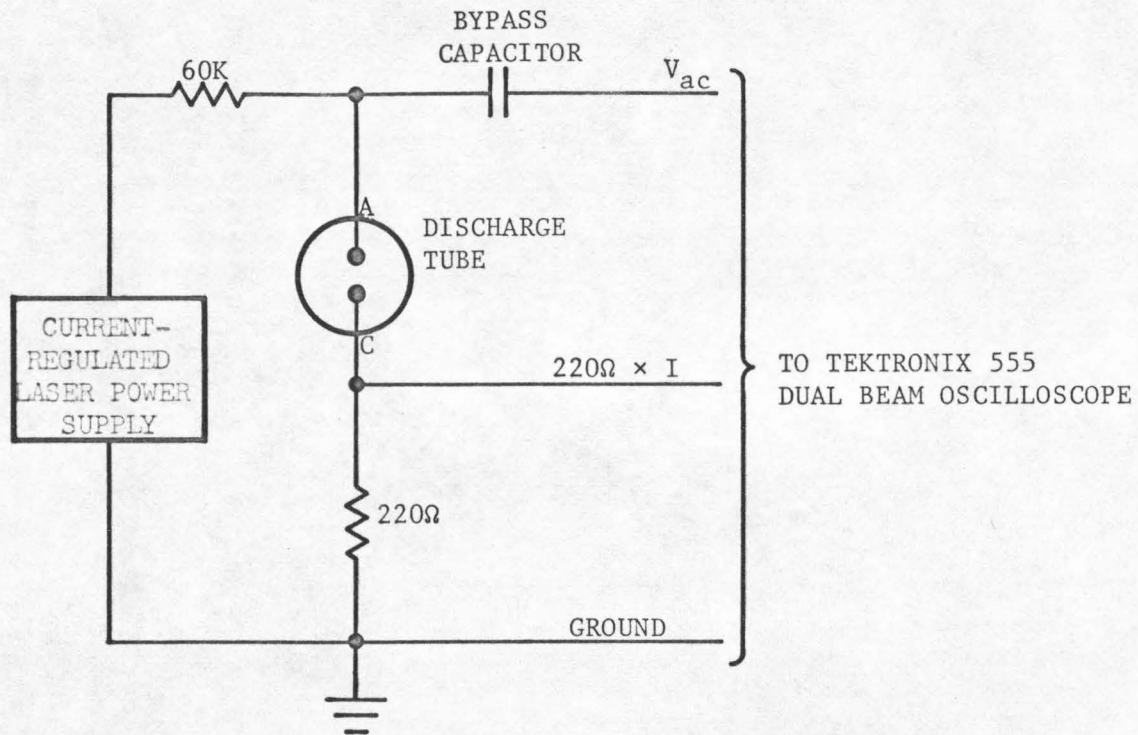 BYPASS
CAPACITOR
60K
V_ac
A
DISCHARGE
TUBE
C
CURRENT-
REGULATED
LASER POWER
SUPPLY
220Ω × I
TO TEKTRONIX 555
DUAL BEAM OSCILLOSCOPE
220Ω
GROUND